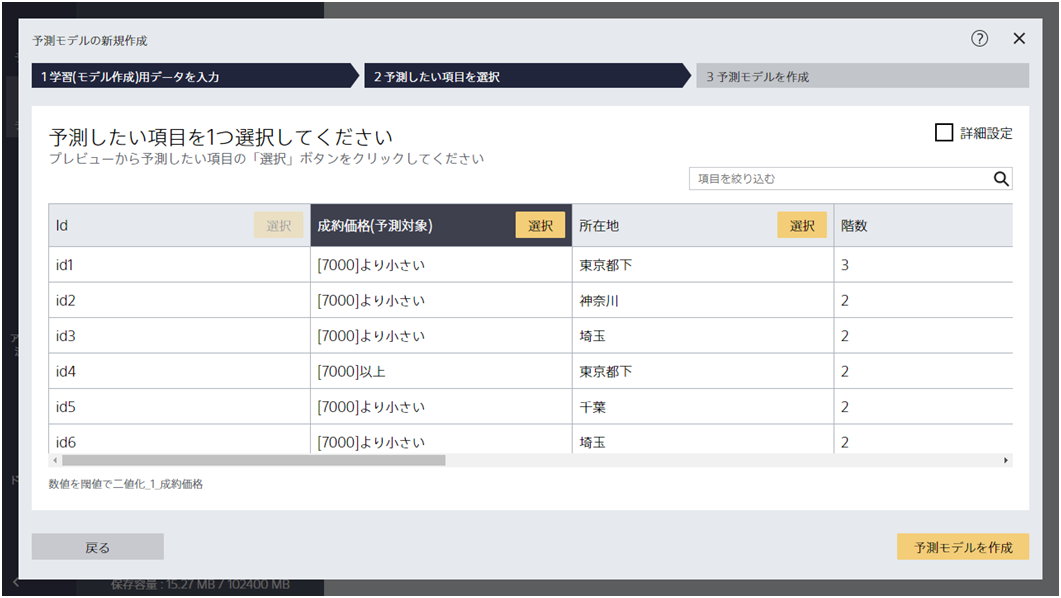 予測モデルの新規作成
1 学習(モデル作成)用データを入力
2 予測したい項目を選択
3 予測モデルを作成
予測したい項目を1つ選択してください
詳細設定
プレビューから予測したい項目の「選択」ボタンをクリックしてください
項目を絞り込む
Id 選択 成約価格(予測対象) 選択 所在地 選択 階数
id1 [7000]より小さい 東京都下 3
id2 [7000]より小さい 神奈川 2
id3 [7000]より小さい 埼玉 2
id4 [7000]以上 東京都下 2
id5 [7000]より小さい 千葉 2
id6 [7000]より小さい 埼玉 2
数値を閾値で二値化_1_成約価格
戻る
予測モデルを作成
保存容量 : 15.27 MB / 102400 MB